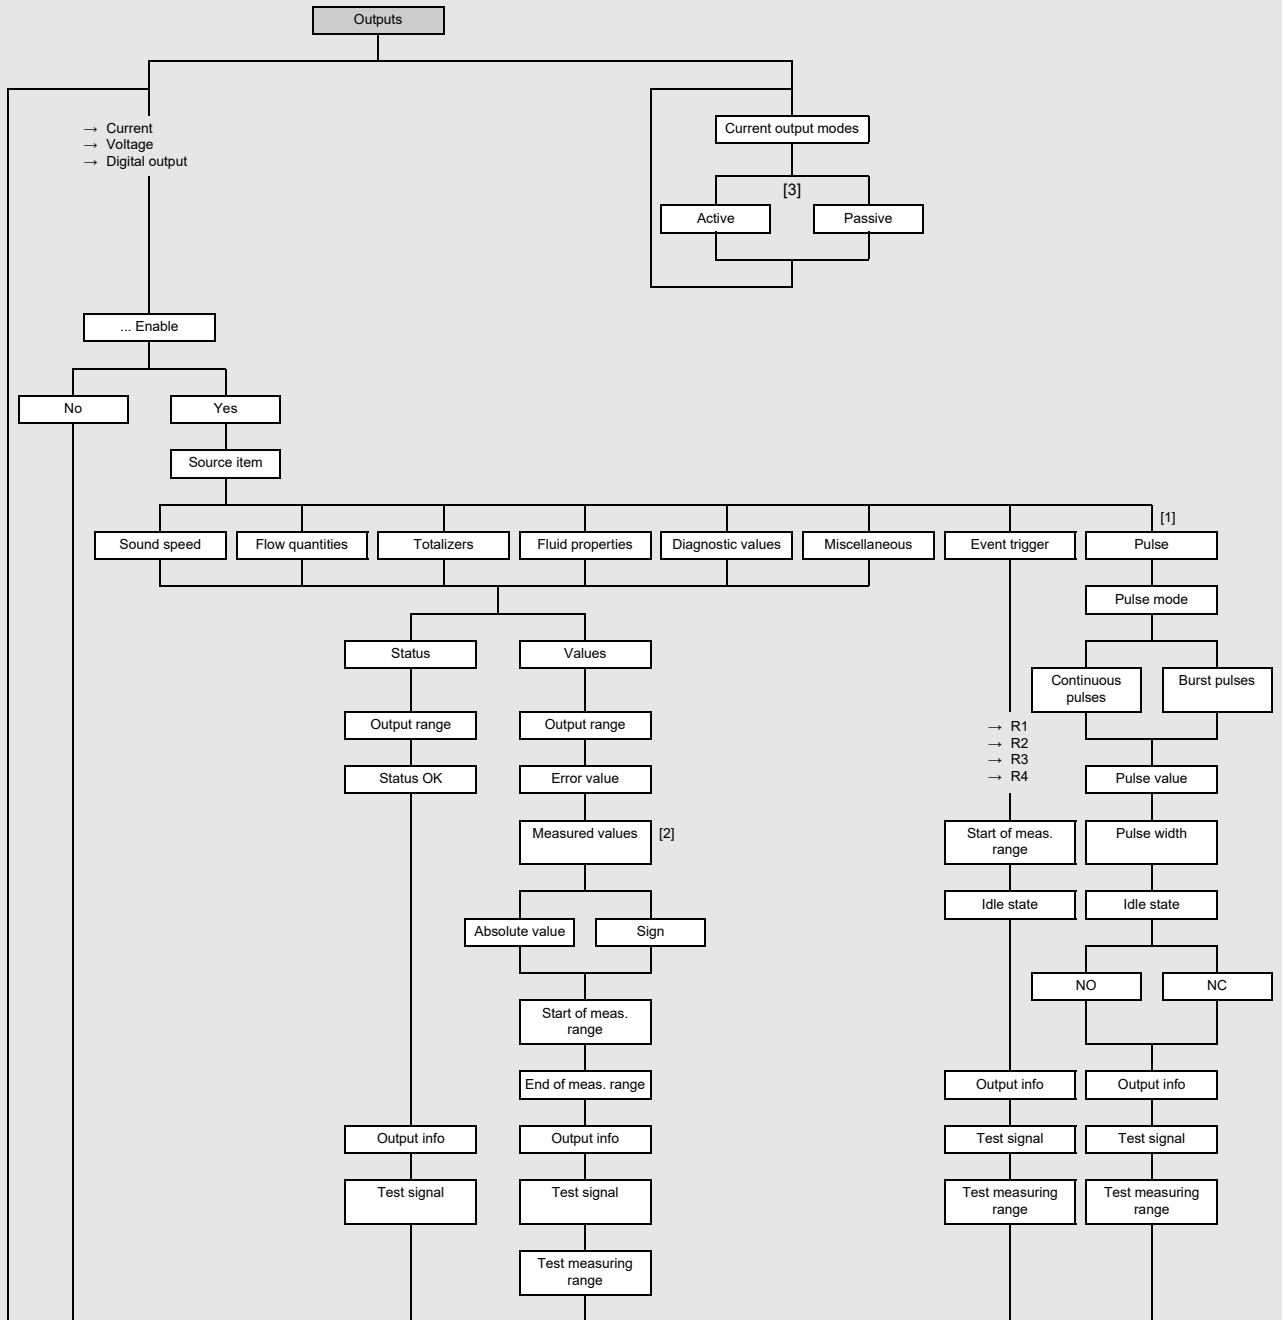 Outputs
→ Current
→ Voltage
→ Digital output
Current output modes
[3]
Active
Passive
... Enable
No
Yes
Source item
[1]
Sound speed
Flow quantities
Totalizers
Fluid properties
Diagnostic values
Miscellaneous
Event trigger
Pulse
Pulse mode
Status
Values
Continuous
pulses
Burst pulses
Output range
Output range
→ R1
→ R2
→ R3
→ R4
Status OK
Error value
Pulse value
Measured values
[2]
Start of meas.
range
Pulse width
Idle state
Idle state
Absolute value
Sign
NO
NC
Start of meas.
range
End of meas. range
Output info
Output info
Output info
Output info
Test signal
Test signal
Test signal
Test signal
Test measuring
range
Test measuring
range
Test measuring
range